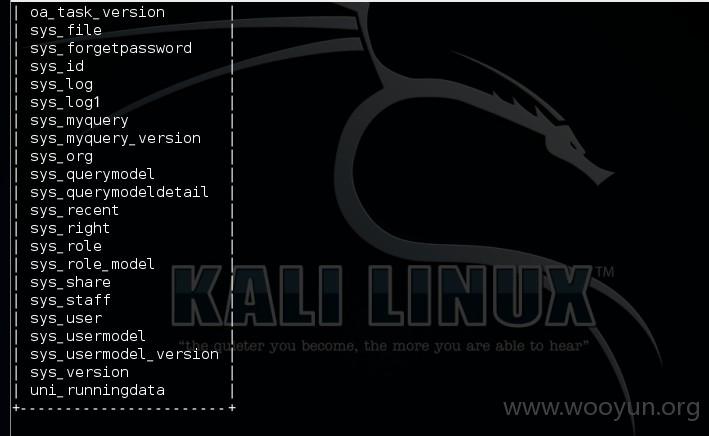 | oa_task_version |
| sys_file |
| sys_forgetpassword |
| sys_id |
| sys_log |
| sys_log1 |
| sys_myquery |
| sys_myquery_version |
| sys_org |
| sys_querymodel |
| sys_querymodeldetail |
| sys_recent |
| sys_right |
| sys_role |
| sys_role_model |
| sys_share |
| sys_staff |
| sys_user |
| sys_usermodel |
| sys_usermodel_version |
| sys_version |
| uni_runningdata |
+-----------------------+
KALI LINUX™
“the quieter you become, the more you are able to hear”
www.wooyun.org